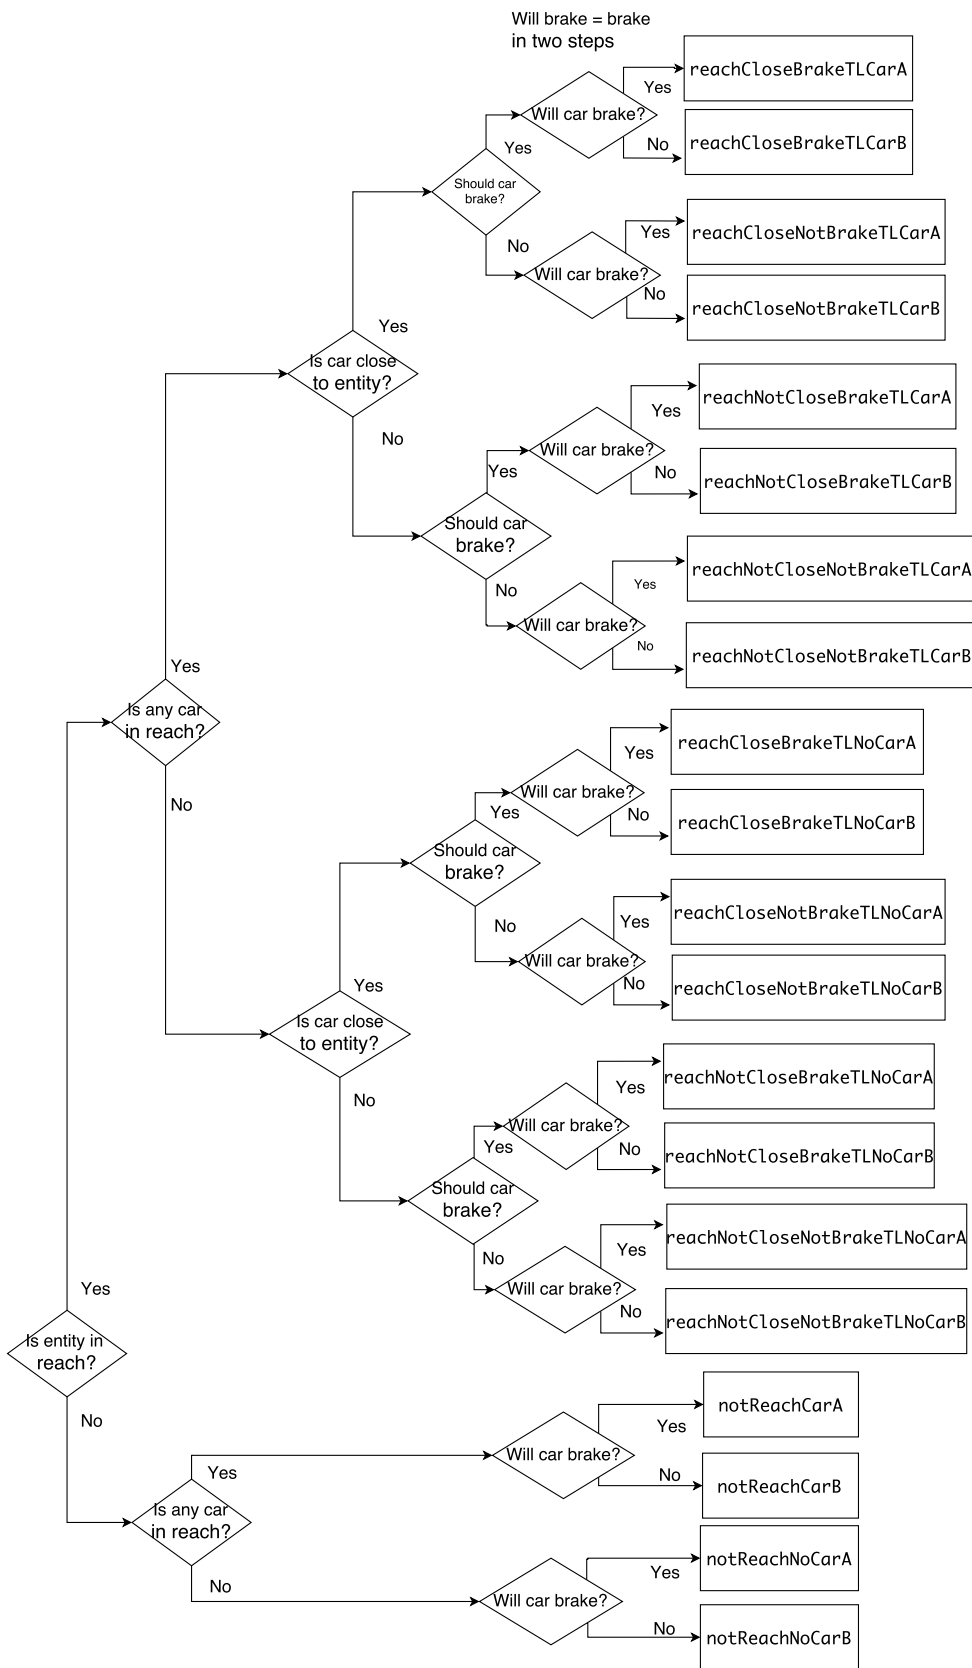 Will brake = brake
in two steps
reachCloseBrakeTLCarA
Yes
Will car brake?
No
reachCloseBrakeTLCarB
Yes
Should car
brake?
reachCloseNotBrakeTLCarA
Yes
No
Will car brake?
No
reachCloseNotBrakeTLCarB
Yes
Is car close
to entity?
No
reachNotCloseBrakeTLCarA
Yes
Will car brake?
Yes
No
reachNotCloseBrakeTLCarB
Should car
brake?
No
reachNotCloseNotBrakeTLCarA
Yes
Will car brake?
No
reachNotCloseNotBrakeTLCarB
Yes
Is any car
in reach?
No
reachCloseBrakeTLNoCarA
Yes
Will car brake?
Yes
No
reachCloseBrakeTLNoCarB
Should car
brake?
reachCloseNotBrakeTLNoCarA
Yes
No
Will car brake?
No
reachCloseNotBrakeTLNoCarB
Yes
Is car close
to entity?
No
reachNotCloseBrakeTLNoCarA
Yes
Will car brake?
Yes
No
reachNotCloseBrakeTLNoCarB
Should car
brake?
reachNotCloseNotBrakeTLNoCarA
Yes
No
Will car brake?
No
reachNotCloseNotBrakeTLNoCarB
Yes
Is entity in
reach?
No
notReachCarA
Yes
Will car brake?
Yes
No
notReachCarB
Is any car
in reach?
No
notReachNoCarA
Yes
Will car brake?
No
notReachNoCarB